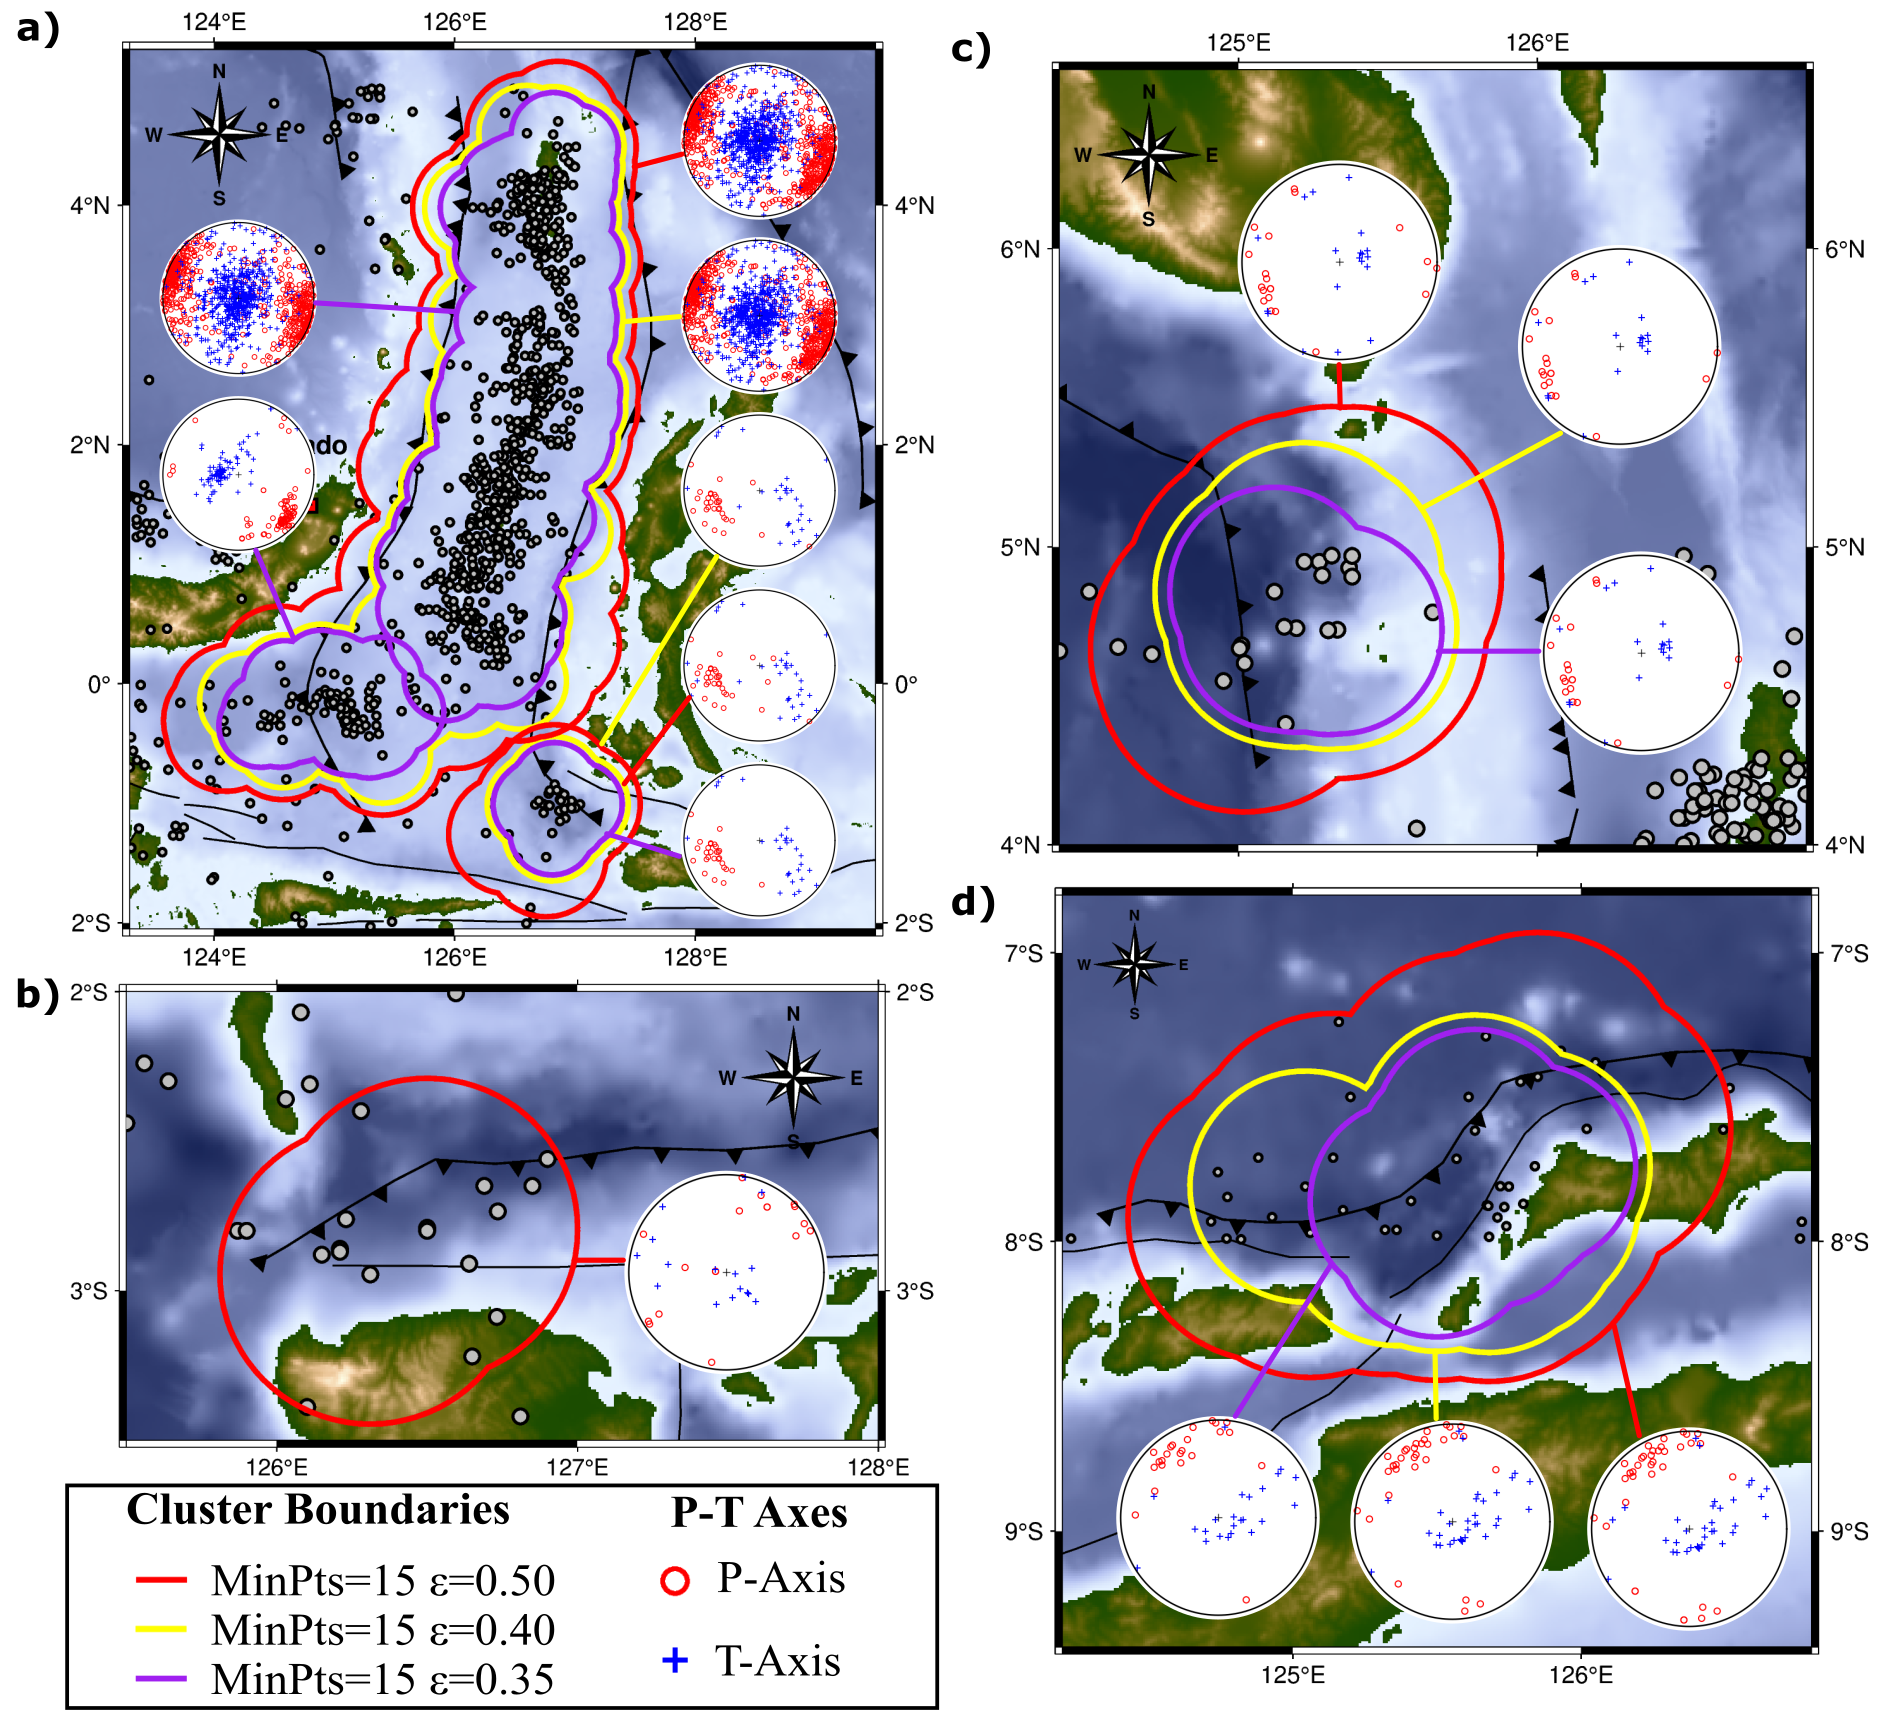 a)
124°E 126°E 128°E
N
W E
S
4°N 4°N
2°N 2°N
ndo
0° 0°
2°S 2°S
124°E 126°E 128°E
b)
2°S 2°S
N
W E
S
3°S 3°S
126°E 127°E 128°E
c)
125°E 126°E
N
W E
S
6°N 6°N
5°N 5°N
4°N 4°N
d)
N
W E
S
7°S 7°S
8°S 8°S
9°S 9°S
125°E 126°E
Cluster Boundaries
MinPts=15 ε=0.50
MinPts=15 ε=0.40
MinPts=15 ε=0.35
P-T Axes
P-Axis
T-Axis